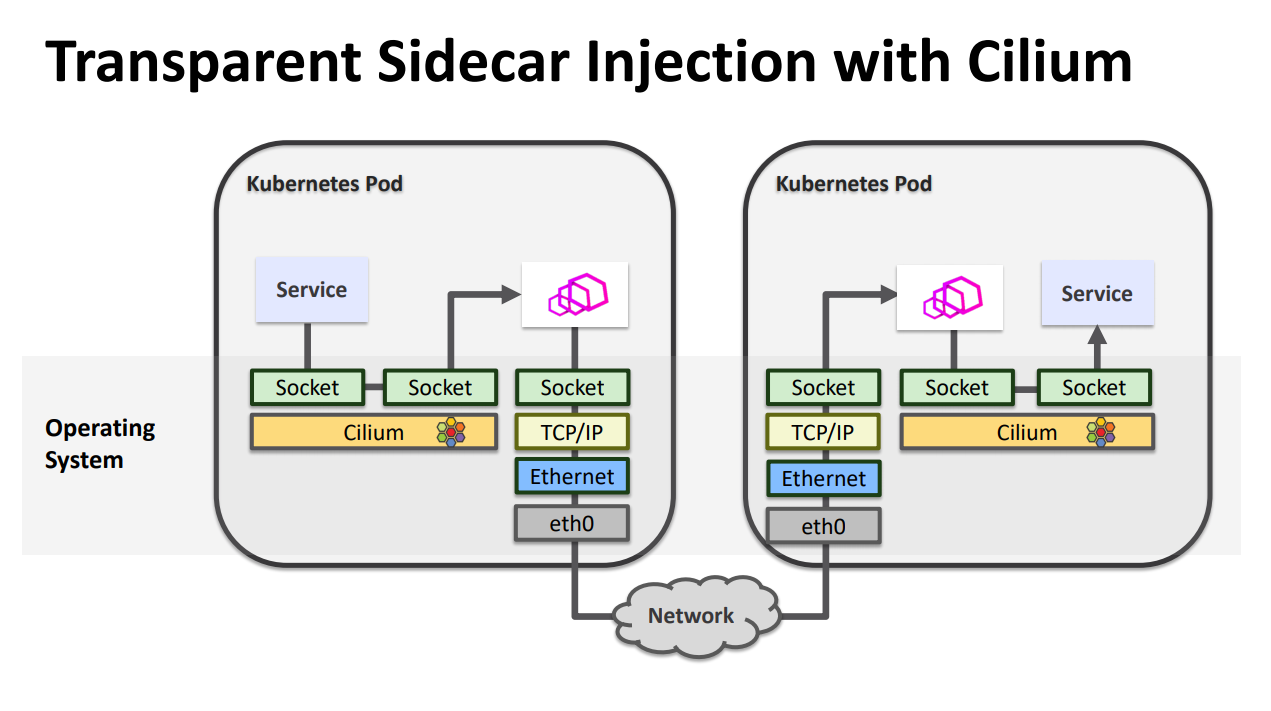 Transparent Sidecar Injection with Cilium
Kubernetes Pod
Service
Socket
Socket
Socket
Cilium
TCP/IP
Ethernet
eth0
Kubernetes Pod
Service
Socket
Socket
Socket
TCP/IP
Cilium
Ethernet
eth0
Operating
System
Network